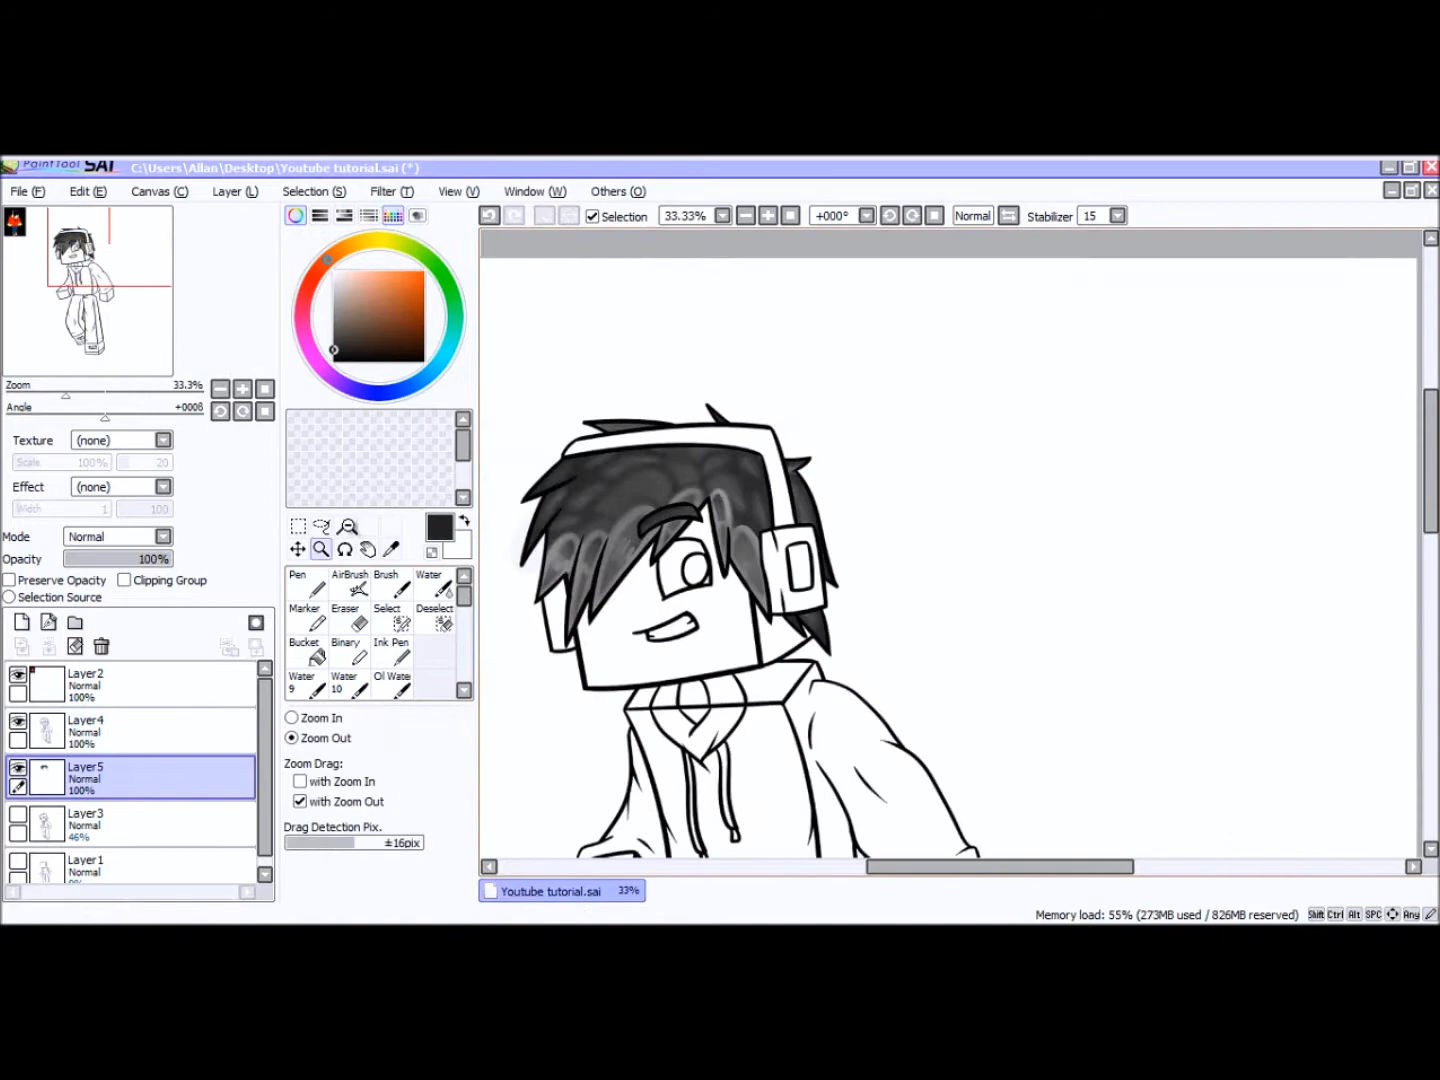 PaintTool SAI C:\Users\Allan\Desktop\Youtube tutorial.sai (*)
File (F) Edit (E) Canvas (C) Layer (L) Selection (S) Filter (T) View (V) Window (W) Others (O)
Selection 33.33% +000° Normal Stabilizer 15
Zoom 33.3%
Angle +000°
Texture (none)
Scale 100% 20
Effect (none)
Width 1 100
Mode Normal
Opacity 100%
Preserve Opacity Clipping Group
Selection Source
Pen AirBrush Brush Water
Marker Eraser Select Deselect
Bucket Binary Ink Pen
Water 9 Water 10 Ol Wate
Layer2
Normal
100%
Layer4
Normal
100%
Layer5
Normal
100%
Layer3
Normal
46%
Layer1
Normal
Zoom In
Zoom Out
Zoom Drag:
with Zoom In
with Zoom Out
Drag Detection Pix.
±16pix
Youtube tutorial.sai 33%
Memory load: 55% (273MB used / 826MB reserved) Shift Ctrl Alt SPC Any